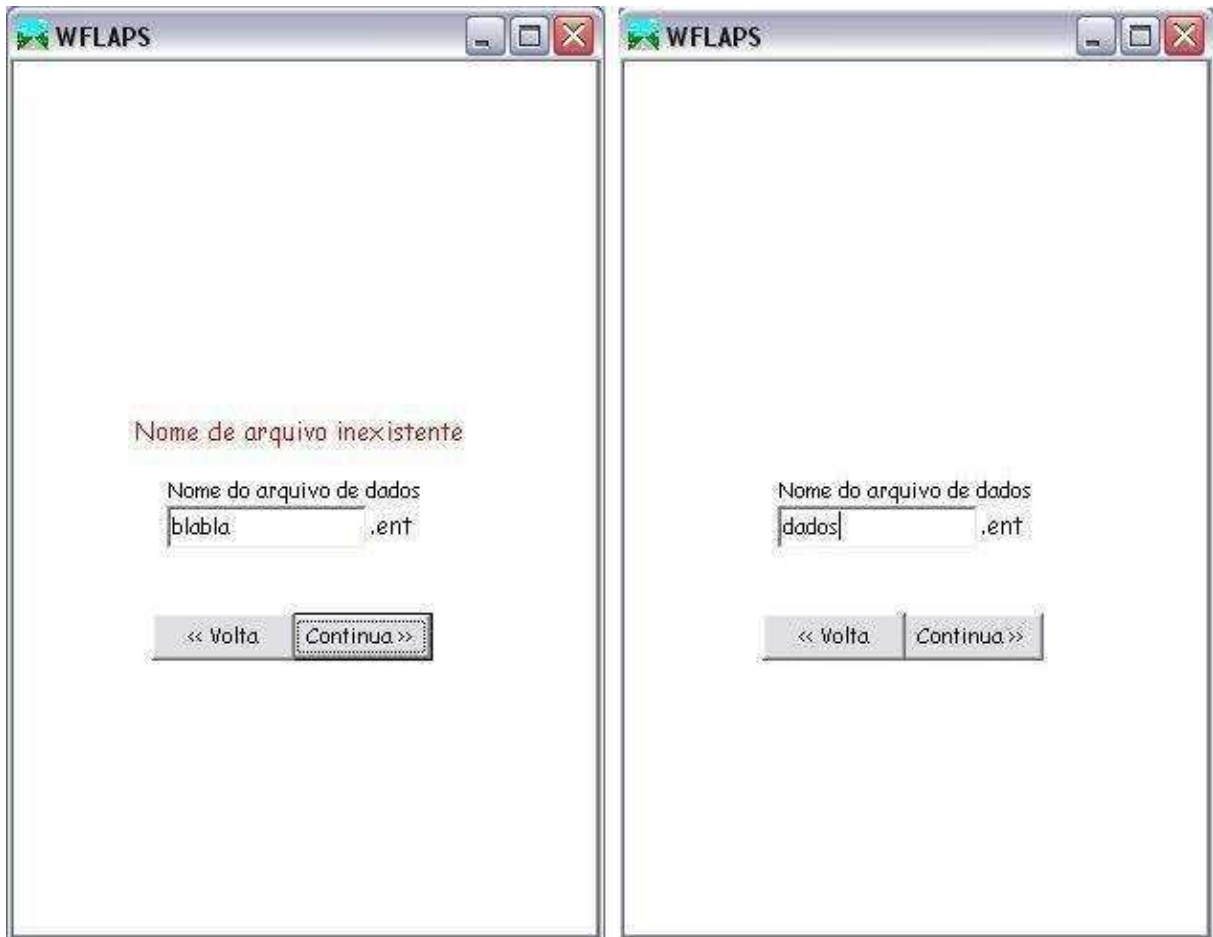 WFLAPS
Nome de arquivo inexistente
Nome do arquivo de dados
blabla .ent
<< Volta Continua >>
WFLAPS
Nome do arquivo de dados
dados .ent
<< Volta Continua >>